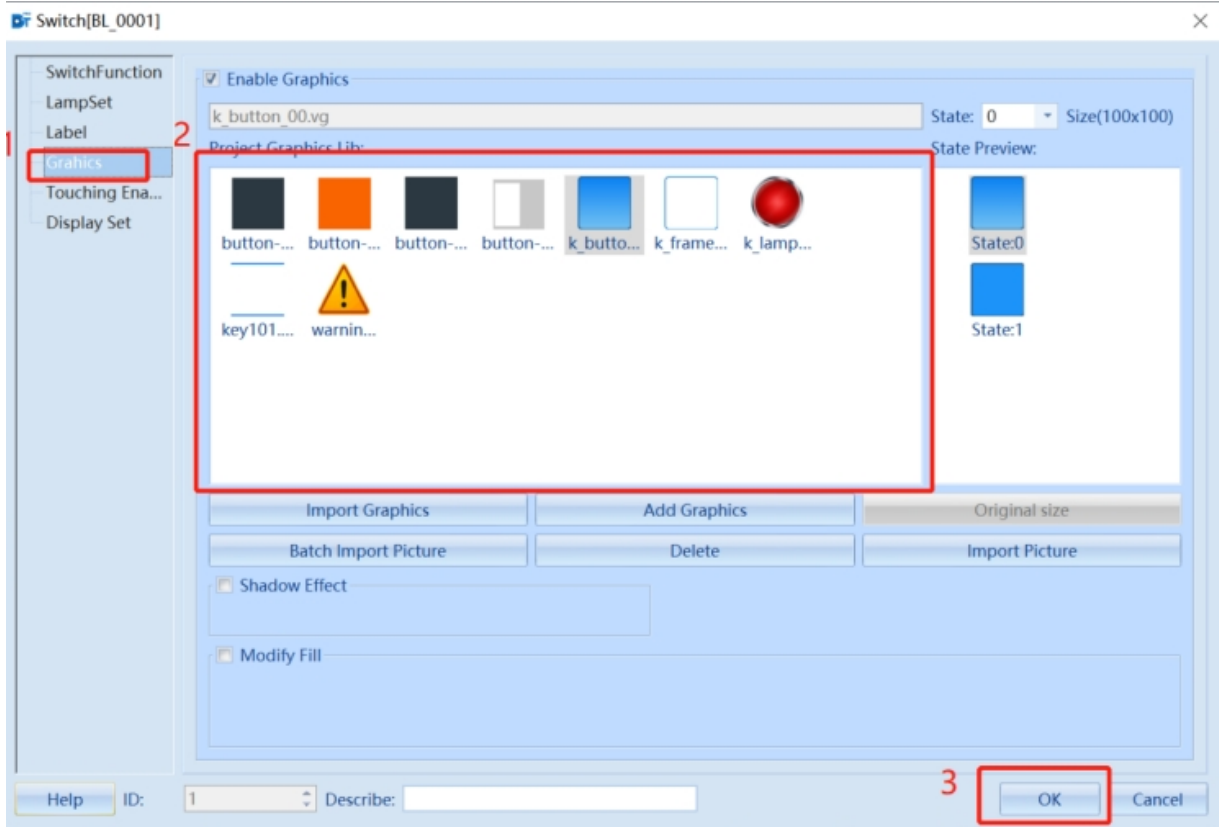 Switch[BL_0001]
SwitchFunction
LampSet
Label
Grahics
Touching Ena...
Display Set
1
2
Enable Graphics
k_button_00.vg
State: 0 Size(100x100)
Project Graphics Lib:
State Preview:
button-... button-... button-... button-... k_butto... k_frame... k_lamp...
key101.... warnin...
State:0
State:1
Import Graphics Add Graphics Original size
Batch Import Picture Delete Import Picture
Shadow Effect
Modify Fill
3
Help ID: 1 Describe: OK Cancel